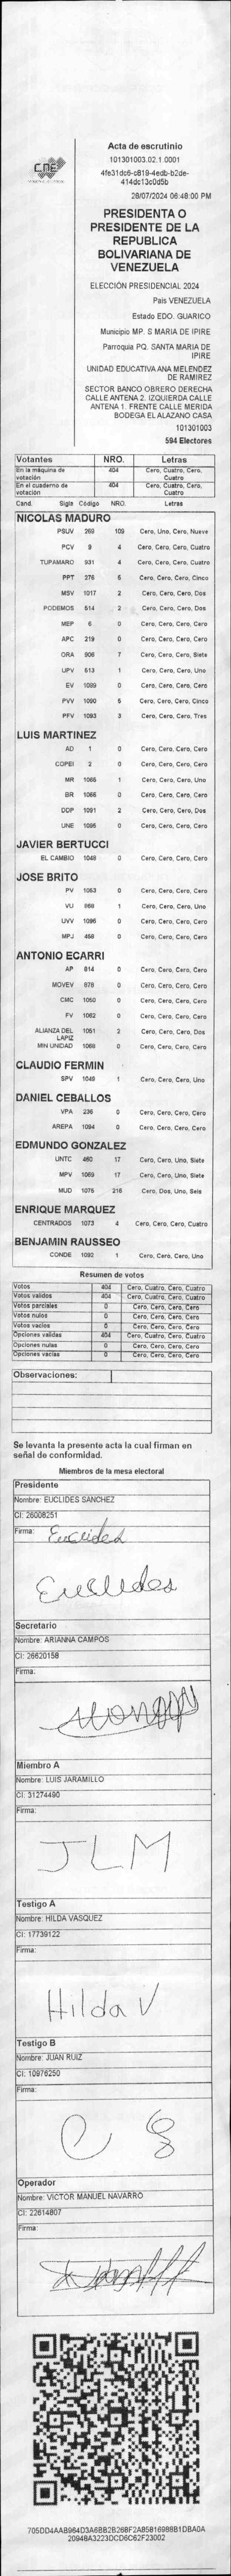 CNE
Acta de escrutinio
101301003.02.1.0001
4fe31dc6-c819-4edb-b2de-
414dc13c0d5b
28/07/2024 06:48:00 PM
PRESIDENTA O
PRESIDENTE DE LA
REPUBLICA
BOLIVARIANA DE
VENEZUELA
ELECCIÓN PRESIDENCIAL 2024
País VENEZUELA
Estado EDO. GUARICO
Municipio MP. S MARIA DE IPIRE
Parroquia PQ. SANTA MARIA DE
IPIRE
UNIDAD EDUCATIVA ANA MELENDEZ
DE RAMIREZ
SECTOR BANCO OBRERO DERECHA
CALLE ANTENA 2. IZQUIERDA CALLE
ANTENA 1. FRENTE CALLE MERIDA
BODEGA EL ALAZANO CASA
101301003
594 Electores
Votantes NRO. Letras
En la máquina de votación 404 Cero, Cuatro, Cero, Cuatro
En el cuaderno de votación 404 Cero, Cuatro, Cero, Cuatro
Cand. Sigla Código NRO. Letras
NICOLAS MADURO
PSUV 269 109 Cero, Uno, Cero, Nueve
PCV 9 4 Cero, Cero, Cero, Cuatro
TUPAMARO 931 4 Cero, Cero, Cero, Cuatro
PPT 276 5 Cero, Cero, Cero, Cinco
MSV 1017 2 Cero, Cero, Cero, Dos
PODEMOS 514 2 Cero, Cero, Cero, Dos
MEP 6 0 Cero, Cero, Cero, Cero
APC 219 0 Cero, Cero, Cero, Cero
ORA 906 7 Cero, Cero, Cero, Siete
UPV 513 1 Cero, Cero, Cero, Uno
EV 1089 0 Cero, Cero, Cero, Cero
PVV 1090 5 Cero, Cero, Cero, Cinco
PFV 1093 3 Cero, Cero, Cero, Tres
LUIS MARTINEZ
AD 1 0 Cero, Cero, Cero, Cero
COPEI 2 0 Cero, Cero, Cero, Cero
MR 1065 1 Cero, Cero, Cero, Uno
BR 1066 0 Cero, Cero, Cero, Cero
DDP 1091 2 Cero, Cero, Cero, Dos
UNE 1095 0 Cero, Cero, Cero, Cero
JAVIER BERTUCCI
EL CAMBIO 1048 0 Cero, Cero, Cero, Cero
JOSE BRITO
PV 1053 0 Cero, Cero, Cero, Cero
VU 969 1 Cero, Cero, Cero, Uno
UVV 1096 0 Cero, Cero, Cero, Cero
MPJ 458 0 Cero, Cero, Cero, Cero
ANTONIO ECARRI
AP 814 0 Cero, Cero, Cero, Cero
MOVEV 878 0 Cero, Cero, Cero, Cero
CMC 1050 0 Cero, Cero, Cero, Cero
FV 1062 0 Cero, Cero, Cero, Cero
ALIANZA DEL LAPIZ 1051 2 Cero, Cero, Cero, Dos
MIN UNIDAD 1069 0 Cero, Cero, Cero, Cero
CLAUDIO FERMIN
SPV 1049 1 Cero, Cero, Cero, Uno
DANIEL CEBALLOS
VPA 236 0 Cero, Cero, Cero, Cero
AREPA 1094 0 Cero, Cero, Cero, Cero
EDMUNDO GONZALEZ
UNTC 460 17 Cero, Cero, Uno, Siete
MPV 1069 17 Cero, Cero, Uno, Siete
MUD 1076 216 Cero, Dos, Uno, Seis
ENRIQUE MARQUEZ
CENTRADOS 1073 4 Cero, Cero, Cero, Cuatro
BENJAMIN RAUSSEO
CONDE 1092 1 Cero, Cero, Cero, Uno
Resumen de votos
Votos 404 Cero, Cuatro, Cero, Cuatro
Votos validos 404 Cero, Cuatro, Cero, Cuatro
Votos parciales 0 Cero, Cero, Cero, Cero
Votos nulos 0 Cero, Cero, Cero, Cero
Votos vacíos 0 Cero, Cero, Cero, Cero
Opciones validas 404 Cero, Cuatro, Cero, Cuatro
Opciones nulas 0 Cero, Cero, Cero, Cero
Opciones vacías 0 Cero, Cero, Cero, Cero
Observaciones:
Se levanta la presente acta la cual firman en
señal de conformidad.
Miembros de la mesa electoral
Presidente
Nombre: EUCLIDES SANCHEZ
CI: 26008251
Firma: Euclides
Euclides
Secretario
Nombre: ARIANNA CAMPOS
CI: 26620158
Firma:
Miembro A
Nombre: LUIS JARAMILLO
CI: 31274490
Firma:
JLM
Testigo A
Nombre: HILDA VASQUEZ
CI: 17739122
Firma:
Hilda V
Testigo B
Nombre: JUAN RUIZ
CI: 10976250
Firma:
Operador
Nombre: VICTOR MANUEL NAVARRO
CI: 22614807
Firma:
705DD4AAB964D3A6BB2B268F2A85816988B1DBA0A
20948A3223DCD6C62F23002